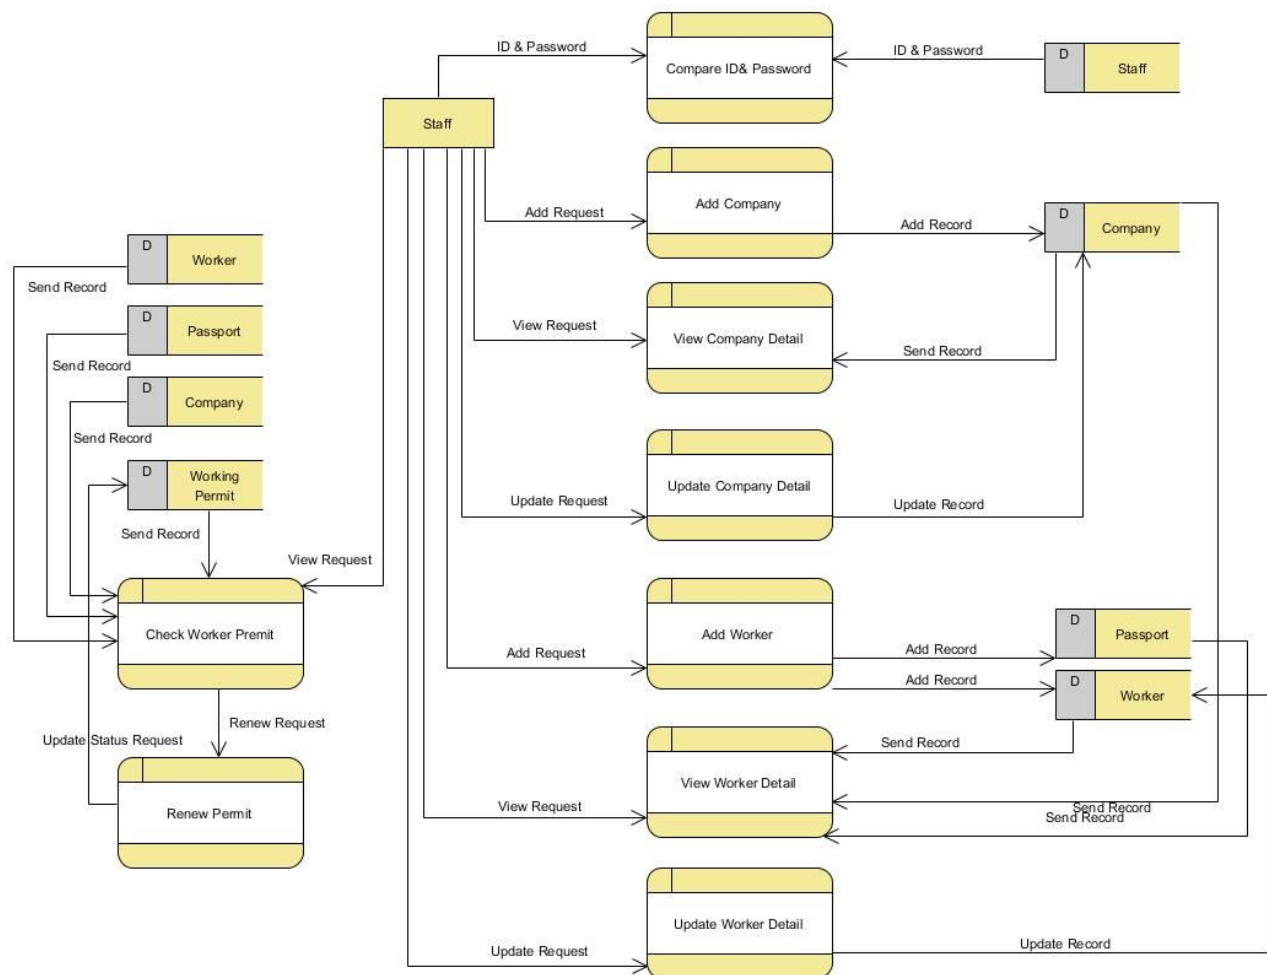 ID & Password
ID & Password
D
Compare ID& Password
Staff
Staff
D
Add Company
Add Request
Add Record
Company
D
Worker
Send Record
D
Passport
View Request
View Company Detail
Send Record
Send Record
D
Company
Send Record
D
Working
Permit
Update Company Detail
Update Request
Update Record
Send Record
View Request
D
Check Worker Premit
Add Worker
Passport
Add Request
Add Record
Add Record
D
Worker
Renew Request
Update Status Request
Send Record
View Worker Detail
View Request
Send Record
Send Record
Renew Permit
Update Worker Detail
Update Request
Update Record